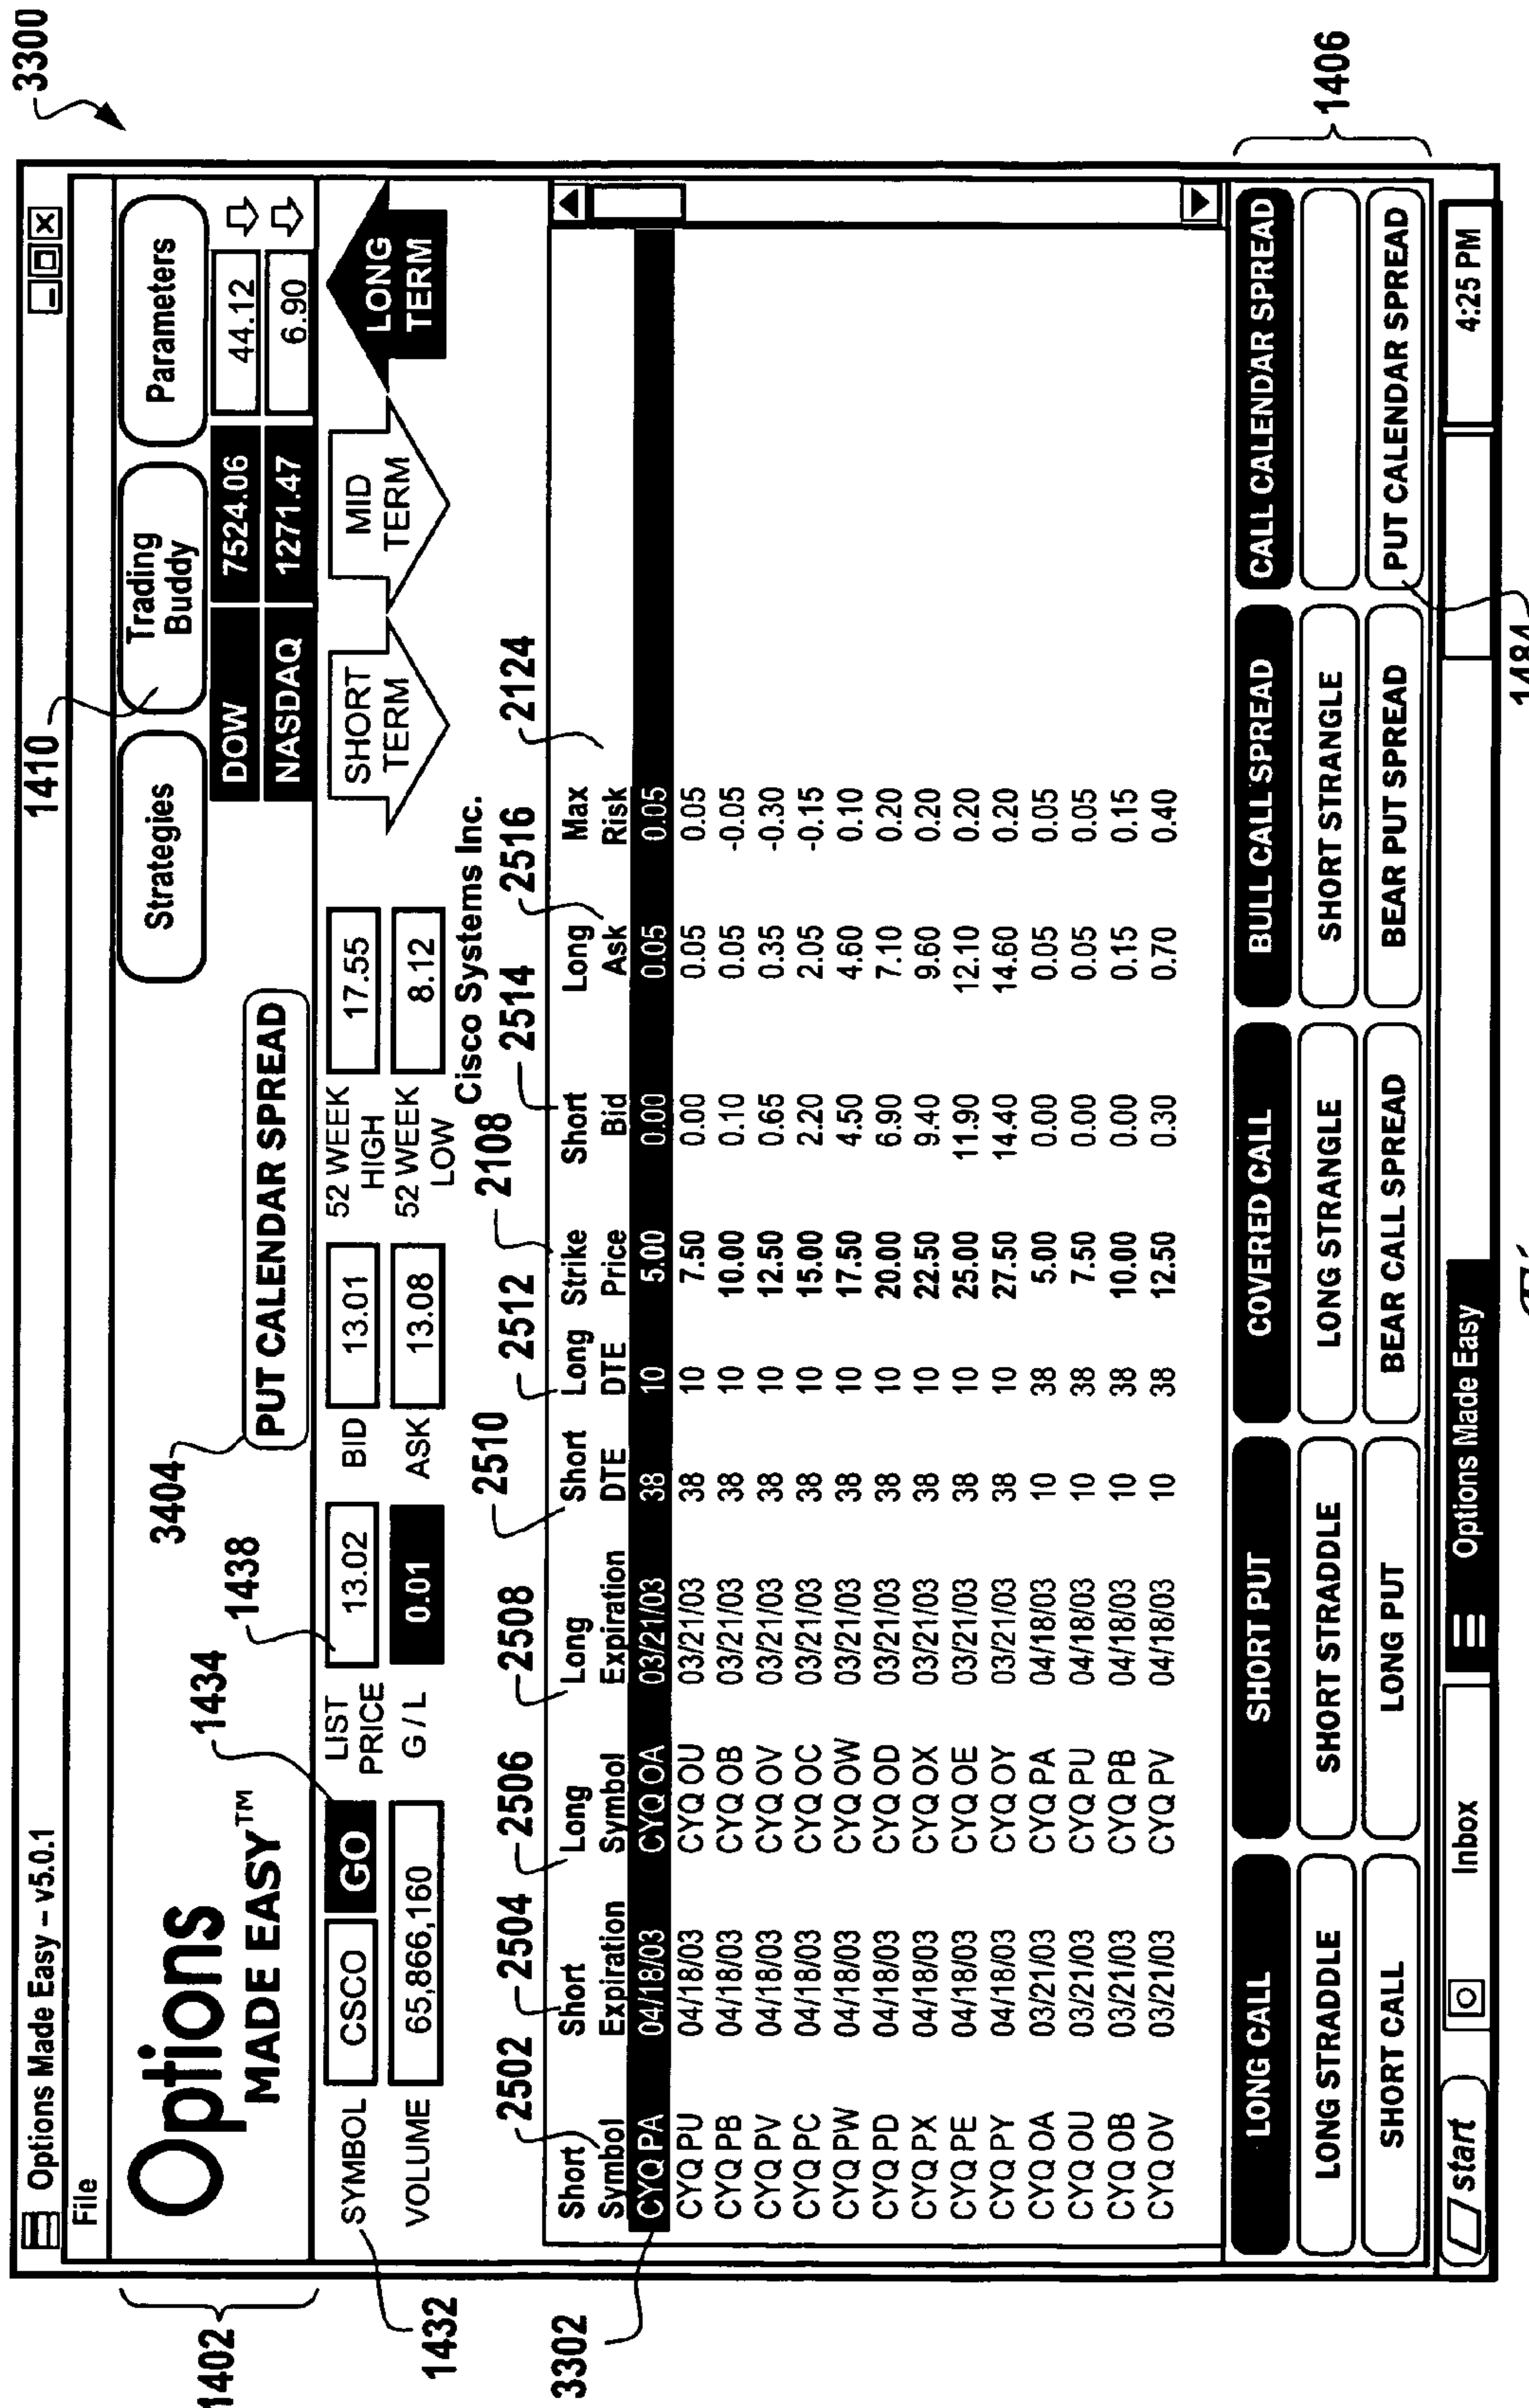 3300
1410
Options Made Easy – v5.0.1
File
Options
MADE EASY™
Strategies
Trading
Buddy
Parameters
1402
3404
PUT CALENDAR SPREAD
DOW 7524.06 44.12
NASDAQ 1271.47 6.90
1434
1438
SYMBOL CSCO GO
LIST
PRICE 13.02
BID 13.01
52 WEEK
HIGH 17.55
SHORT
TERM
MID
TERM
LONG
TERM
VOLUME 65,866,160
G / L 0.01
ASK 13.08
52 WEEK
LOW 8.12
1432
Cisco Systems Inc.
2502 2504 2506 2508 2510 2512 2108 2514 2516 2124
Short Short Long Long Short Long Strike Short Long Max
Symbol Expiration Symbol Expiration DTE DTE Price Bid Ask Risk
3302
CYQ PA 04/18/03 CYQ OA 03/21/03 38 10 5.00 0.00 0.05 0.05
CYQ PU 04/18/03 CYQ OU 03/21/03 38 10 7.50 0.00 0.05 0.05
CYQ PB 04/18/03 CYQ OB 03/21/03 38 10 10.00 0.10 0.05 -0.05
CYQ PV 04/18/03 CYQ OV 03/21/03 38 10 12.50 0.65 0.35 -0.30
CYQ PC 04/18/03 CYQ OC 03/21/03 38 10 15.00 2.20 2.05 -0.15
CYQ PW 04/18/03 CYQ OW 03/21/03 38 10 17.50 4.50 4.60 0.10
CYQ PD 04/18/03 CYQ OD 03/21/03 38 10 20.00 6.90 7.10 0.20
CYQ PX 04/18/03 CYQ OX 03/21/03 38 10 22.50 9.40 9.60 0.20
CYQ PE 04/18/03 CYQ OE 03/21/03 38 10 25.00 11.90 12.10 0.20
CYQ PY 04/18/03 CYQ OY 03/21/03 38 10 27.50 14.40 14.60 0.20
CYQ OA 03/21/03 CYQ PA 04/18/03 10 38 5.00 0.00 0.05 0.05
CYQ OU 03/21/03 CYQ PU 04/18/03 10 38 7.50 0.00 0.05 0.05
CYQ OB 03/21/03 CYQ PB 04/18/03 10 38 10.00 0.00 0.15 0.15
CYQ OV 03/21/03 CYQ PV 04/18/03 10 38 12.50 0.30 0.70 0.40
LONG CALL SHORT PUT COVERED CALL BULL CALL SPREAD CALL CALENDAR SPREAD
LONG STRADDLE SHORT STRADDLE LONG STRANGLE SHORT STRANGLE
SHORT CALL LONG PUT BEAR CALL SPREAD BEAR PUT SPREAD PUT CALENDAR SPREAD
1406
start Inbox Options Made Easy 4:25 PM
1484